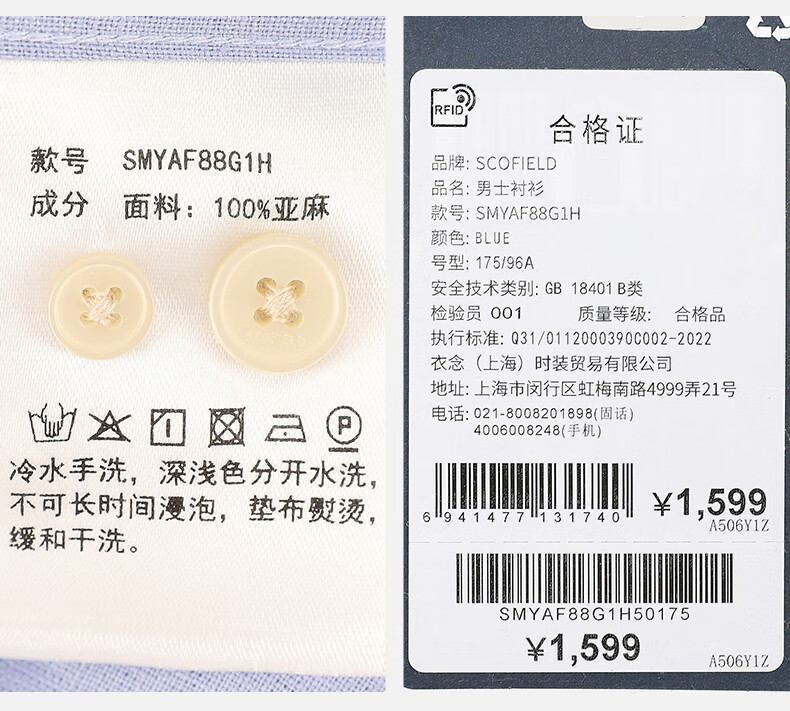 款号 SMYAF88G1H
成分 面料：100%亚麻
P
冷水手洗，深浅色分开水洗，
不可长时间浸泡，垫布熨烫，
缓和干洗。
RFID
合格证
品牌: SCOFIELD
品名: 男士衬衫
款号: SMYAF88G1H
颜色: BLUE
号型: 175/96A
安全技术类别: GB 18401 B类
检验员 001 质量等级: 合格品
执行标准: Q31/0112000390C002-2022
衣念（上海）时装贸易有限公司
地址: 上海市闵行区虹梅南路4999弄21号
电话: 021-8008201898(固话)
4006008248(手机)
6 941477 131740
¥1,599
A506Y1Z
SMYAF88G1H50175
¥1,599
A506Y1Z